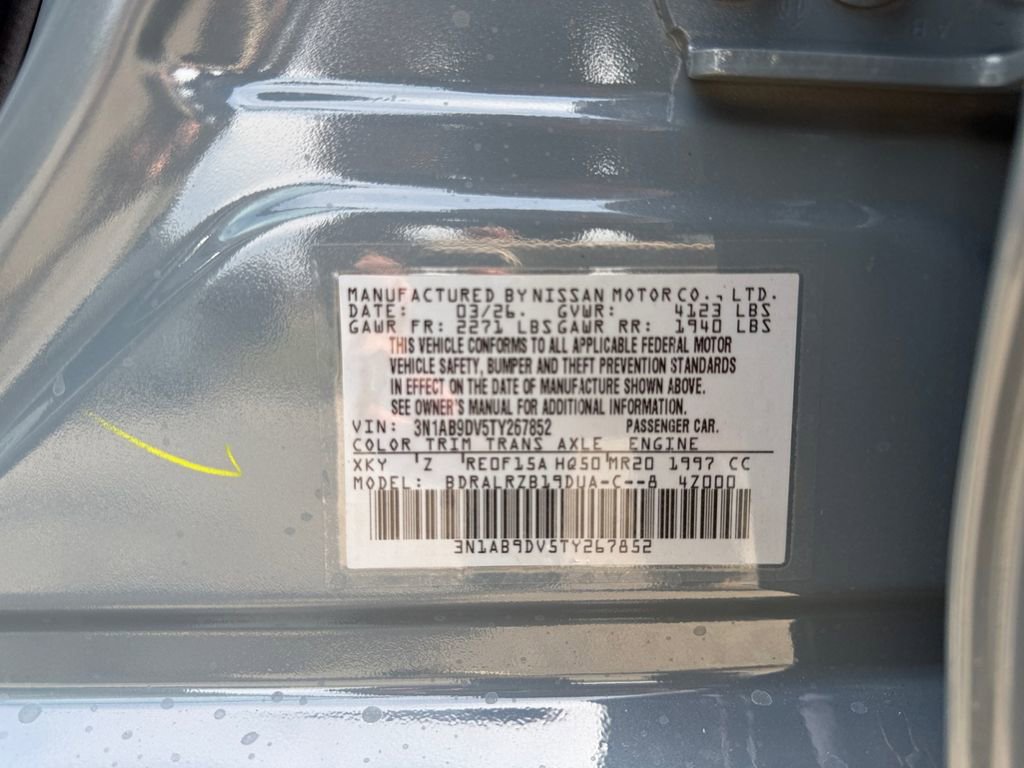 MANUFACTURED BY NISSAN MOTOR CO., LTD.
DATE: 03/26. GVWR: 4123 LBS
GAWR FR: 2271 LBS GAWR RR: 1940 LBS
THIS VEHICLE CONFORMS TO ALL APPLICABLE FEDERAL MOTOR
VEHICLE SAFETY, BUMPER AND THEFT PREVENTION STANDARDS
IN EFFECT ON THE DATE OF MANUFACTURE SHOWN ABOVE.
SEE OWNER'S MANUAL FOR ADDITIONAL INFORMATION.
VIN: 3N1AB9DV5TY267852 PASSENGER CAR.
COLOR TRIM TRANS AXLE ENGINE
XKY Z RE0F15A HQ50 MR20 1997 CC
MODEL: BDRALRZB19DUA-C--8 4Z000
3N1AB9DV5TY267852